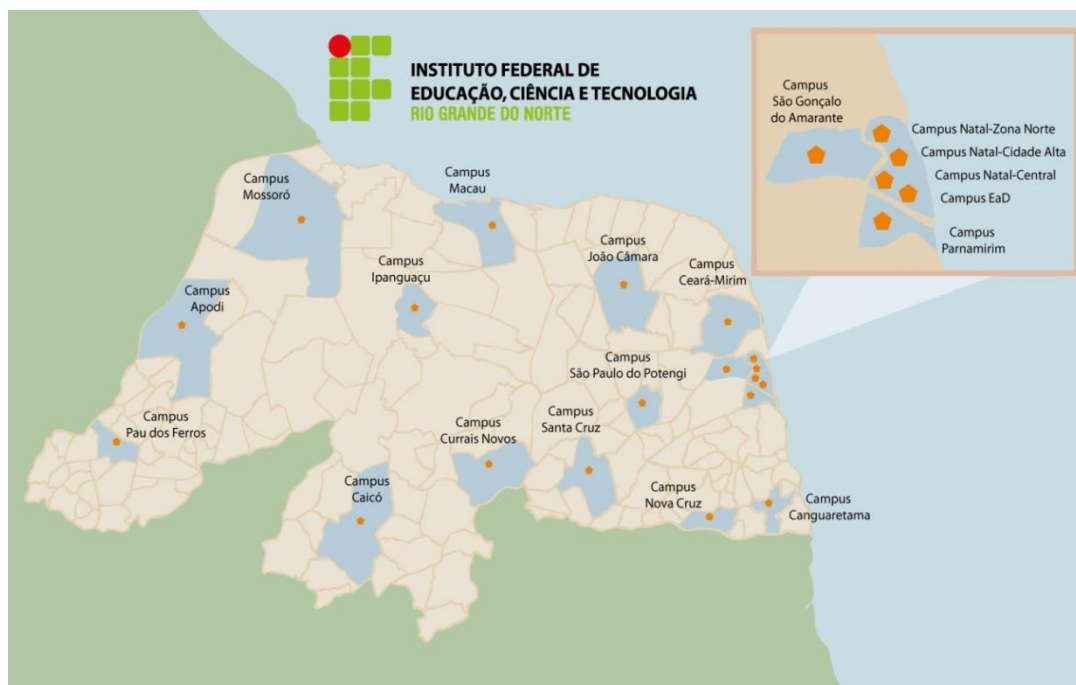 INSTITUTO FEDERAL DE
EDUCAÇÃO, CIÊNCIA E TECNOLOGIA
RIO GRANDE DO NORTE
Campus
São Gonçalo
do Amarante
Campus Natal-Zona Norte
Campus Natal-Cidade Alta
Campus Natal-Central
Campus EaD
Campus
Parnamirim
Campus
Mossoró
Campus
Macau
Campus
Ipanguaçu
Campus
João Câmara
Campus
Ceará-Mirim
Campus
Apodi
Campus
São Paulo do Potengi
Campus
Pau dos Ferros
Campus
Currais Novos
Campus
Santa Cruz
Campus
Caicó
Campus
Nova Cruz
Campus
Canguaretama